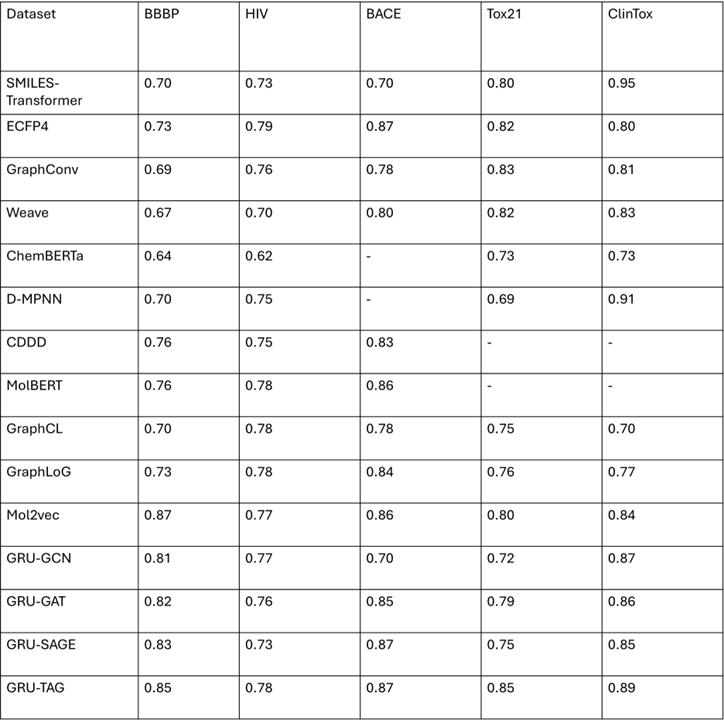 Dataset BBBP HIV BACE Tox21 ClinTox
SMILES-
Transformer 0.70 0.73 0.70 0.80 0.95
ECFP4 0.73 0.79 0.87 0.82 0.80
GraphConv 0.69 0.76 0.78 0.83 0.81
Weave 0.67 0.70 0.80 0.82 0.83
ChemBERTa 0.64 0.62 - 0.73 0.73
D-MPNN 0.70 0.75 - 0.69 0.91
CDDD 0.76 0.75 0.83 - -
MolBERT 0.76 0.78 0.86 - -
GraphCL 0.70 0.78 0.78 0.75 0.70
GraphLoG 0.73 0.78 0.84 0.76 0.77
Mol2vec 0.87 0.77 0.86 0.80 0.84
GRU-GCN 0.81 0.77 0.70 0.72 0.87
GRU-GAT 0.82 0.76 0.85 0.79 0.86
GRU-SAGE 0.83 0.73 0.87 0.75 0.85
GRU-TAG 0.85 0.78 0.87 0.85 0.89